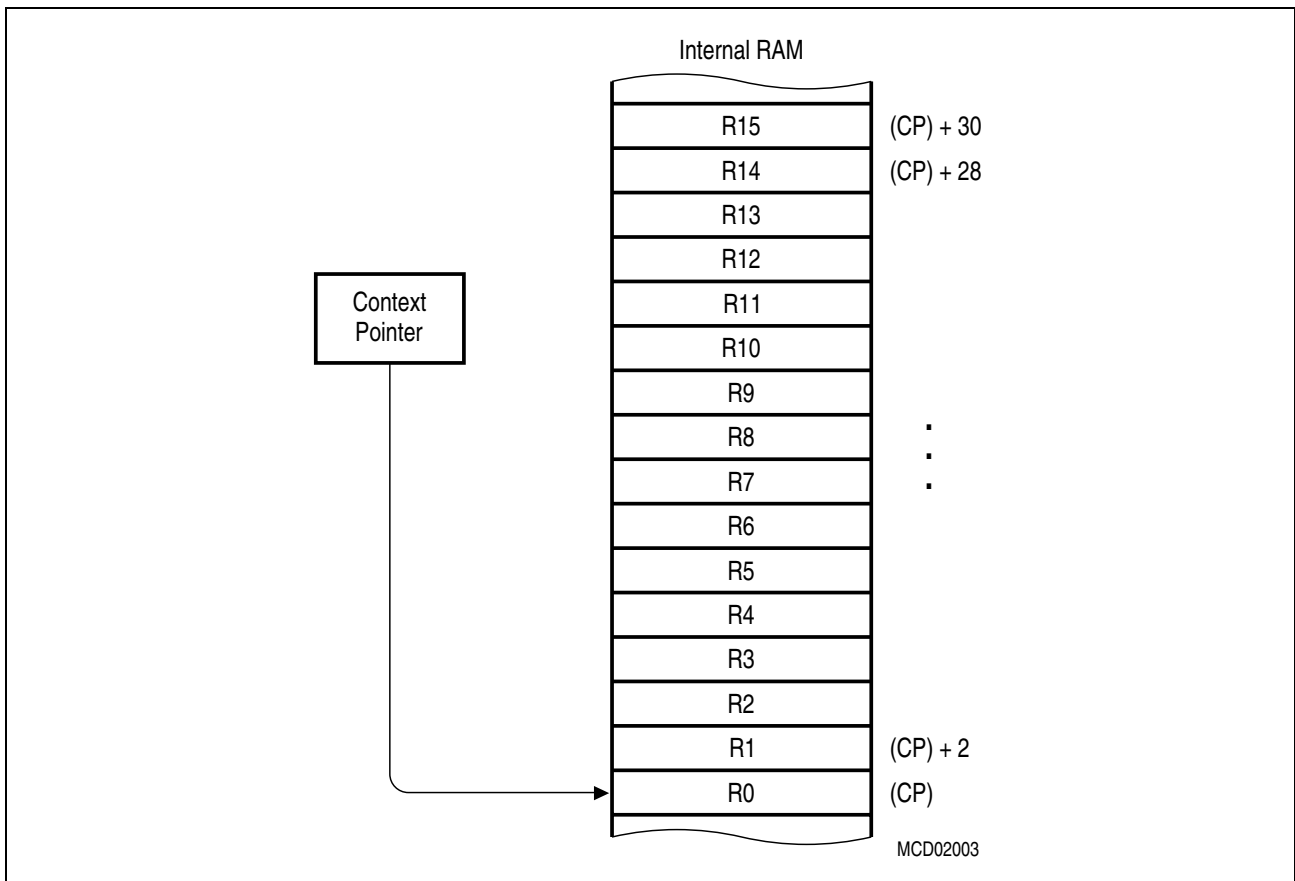 Internal RAM
R15 (CP) + 30
R14 (CP) + 28
R13
R12
Context
Pointer
R11
R10
R9
R8
R7
R6
R5
R4
R3
R2
R1 (CP) + 2
R0 (CP)
MCD02003